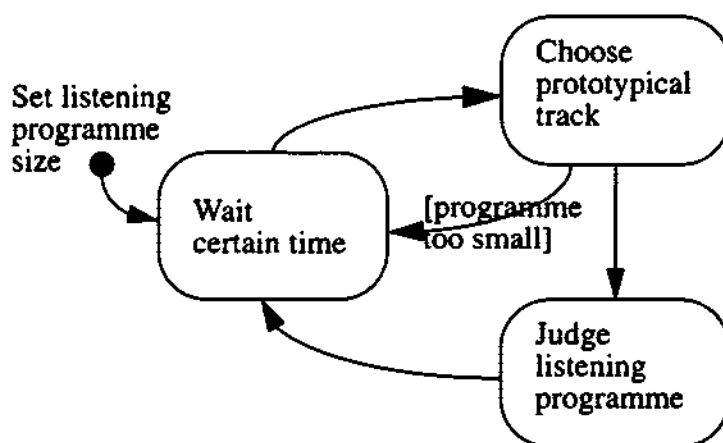 Set listening
programme
size
Choose
prototypical
track
Wait
certain time
[programme
too small]
Judge
listening
programme